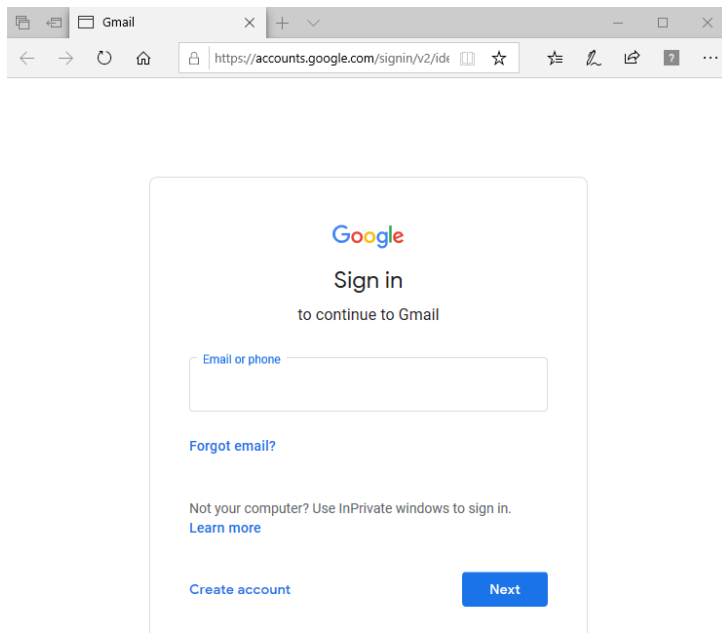 Gmail
https://accounts.google.com/signin/v2/ide
Google
Sign in
to continue to Gmail
Email or phone
Forgot email?
Not your computer? Use InPrivate windows to sign in.
Learn more
Create account
Next